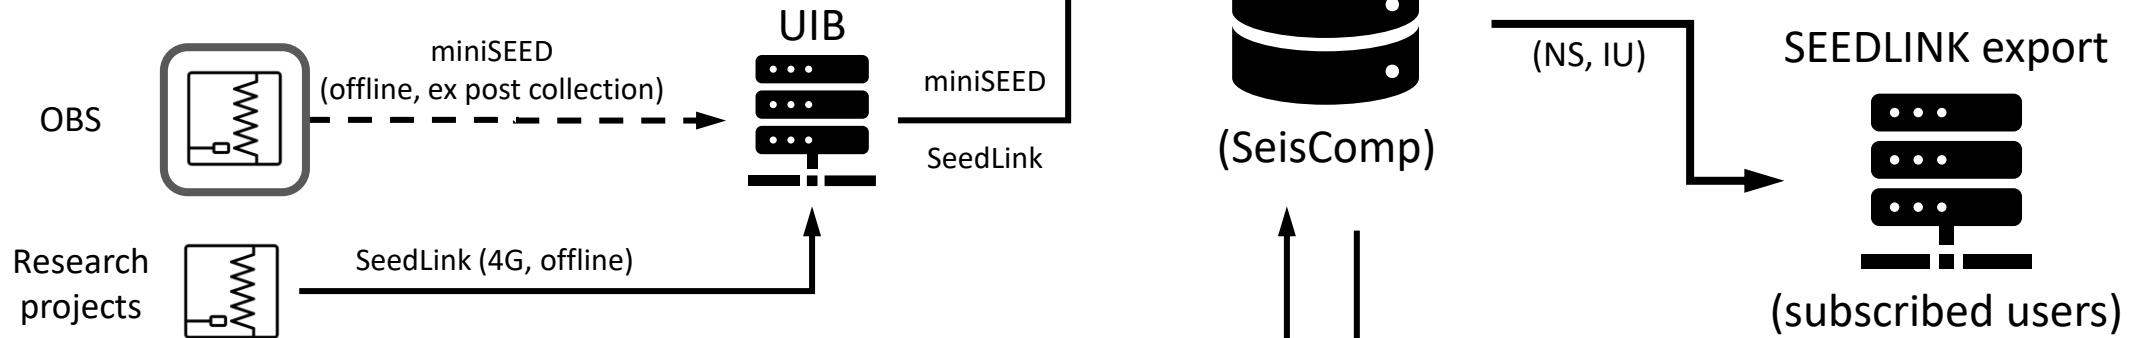 UIB
miniSEED
(offline, ex post collection)
OBS
miniSEED
SeedLink
(SeisComp)
(NS, IU)
SEEDLINK export
(subscribed users)
Research
projects
SeedLink (4G, offline)